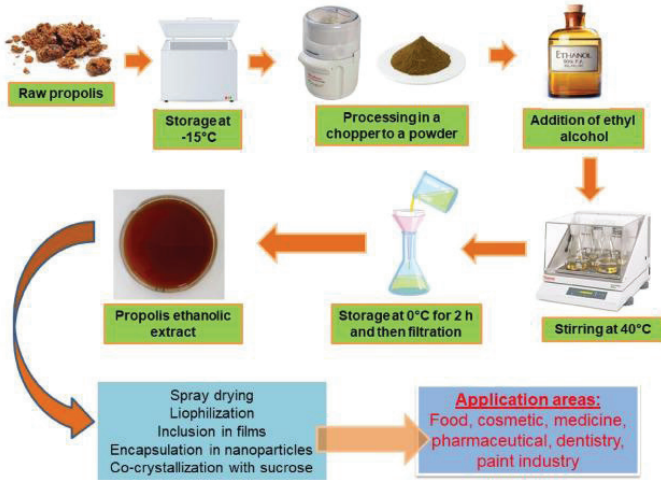 Raw propolis
Storage at
-15°C
Processing in a
chopper to a powder
ETHANOL
Addition of ethyl
alcohol
Propolis ethanolic
extract
Storage at 0°C for 2 h
and then filtration
Stirring at 40°C
Spray drying
Liophilization
Inclusion in films
Encapsulation in nanoparticles
Co-crystallization with sucrose
Application areas:
Food, cosmetic, medicine,
pharmaceutical, dentistry,
paint industry